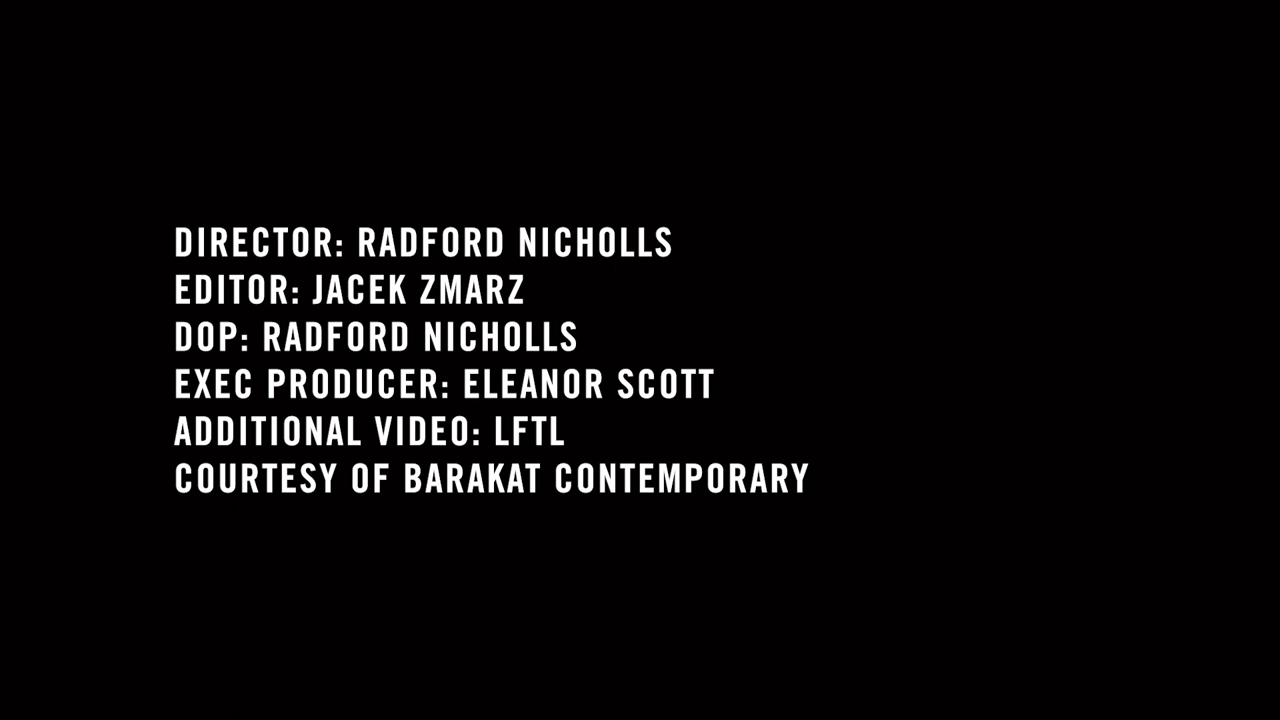 DIRECTOR: RADFORD NICHOLLS
EDITOR: JACEK ZMARZ
DOP: RADFORD NICHOLLS
EXEC PRODUCER: ELEANOR SCOTT
ADDITIONAL VIDEO: LFTL
COURTESY OF BARAKAT CONTEMPORARY